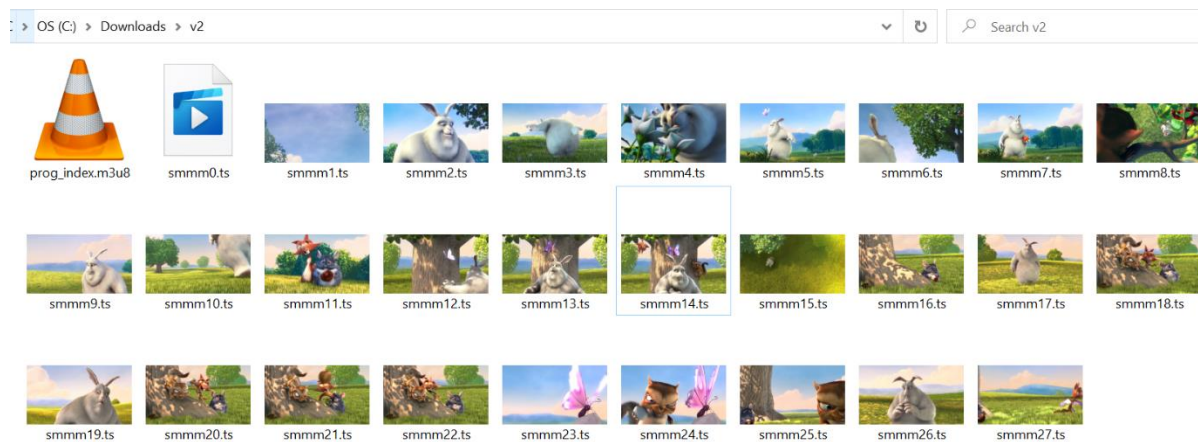 OS (C:) > Downloads > v2
Search v2
prog_index.m3u8
smmm0.ts
smmm1.ts
smmm2.ts
smmm3.ts
smmm4.ts
smmm5.ts
smmm6.ts
smmm7.ts
smmm8.ts
smmm9.ts
smmm10.ts
smmm11.ts
smmm12.ts
smmm13.ts
smmm14.ts
smmm15.ts
smmm16.ts
smmm17.ts
smmm18.ts
smmm19.ts
smmm20.ts
smmm21.ts
smmm22.ts
smmm23.ts
smmm24.ts
smmm25.ts
smmm26.ts
smmm27.ts